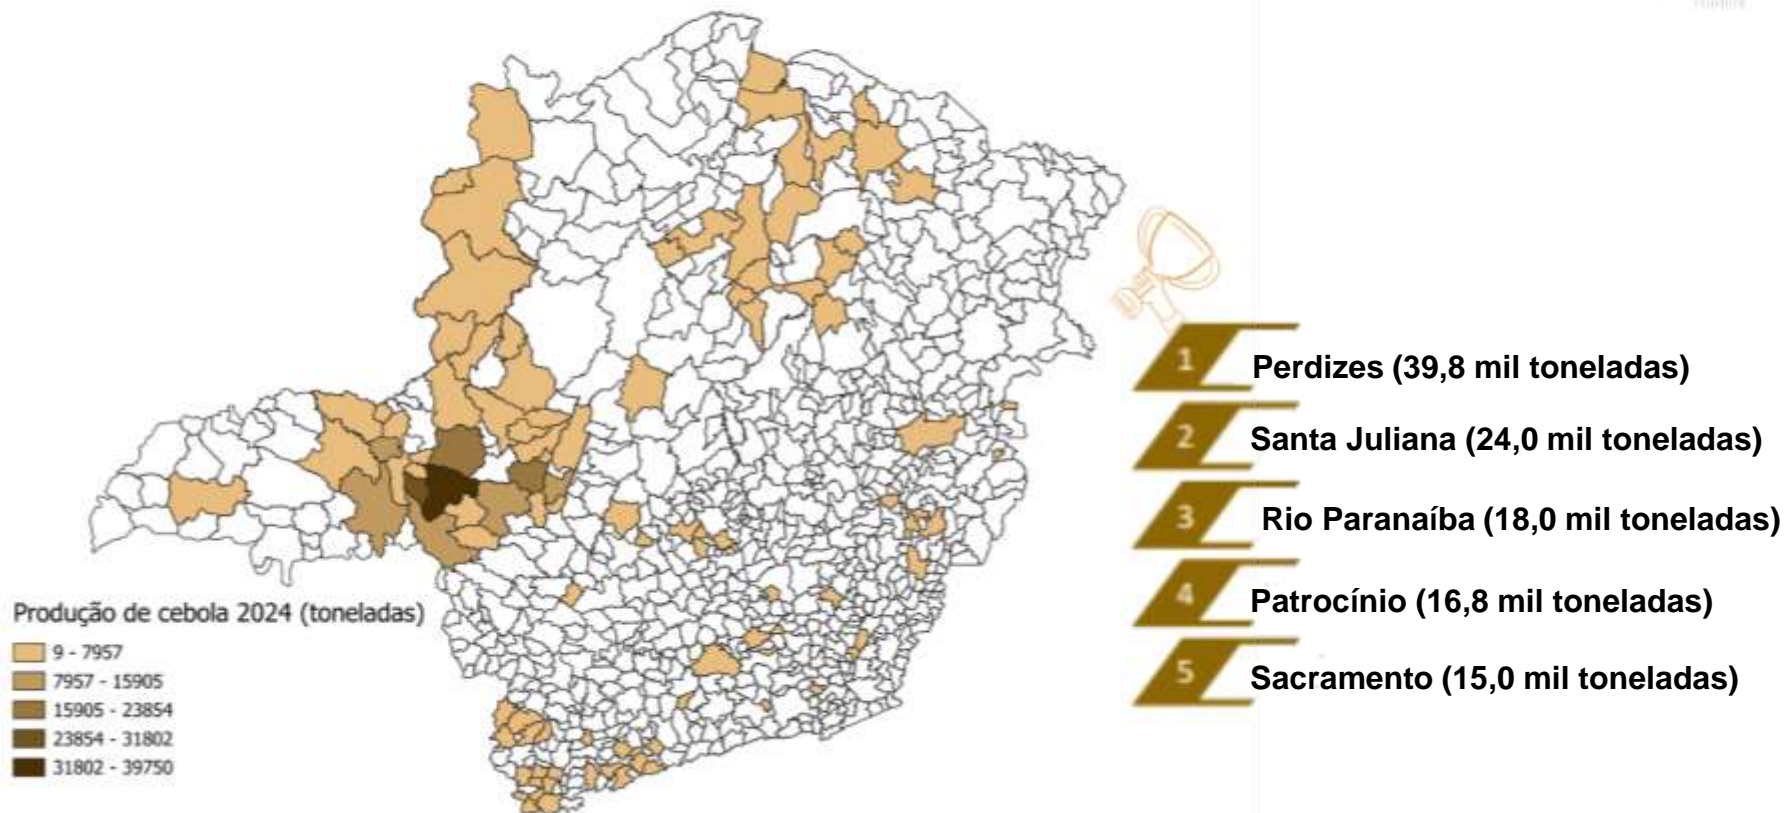 1
Perdizes (39,8 mil toneladas)
2
Santa Juliana (24,0 mil toneladas)
3
Rio Paranaíba (18,0 mil toneladas)
4
Patrocínio (16,8 mil toneladas)
5
Sacramento (15,0 mil toneladas)
Produção de cebola 2024 (toneladas)
9 - 7957
7957 - 15905
15905 - 23854
23854 - 31802
31802 - 39750